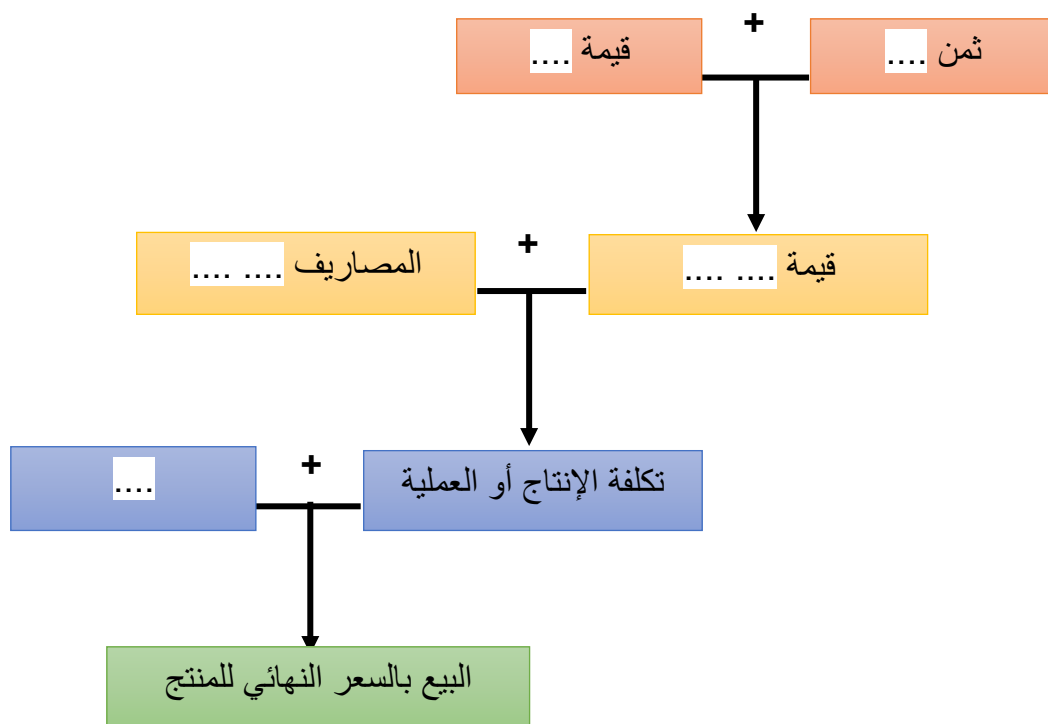 ثمن ....
+
قيمة ....
قيمة .... ....
+
المصاريف .... ....
تكلفة الإنتاج أو العملية
+
....
البيع بالسعر النهائي للمنتج